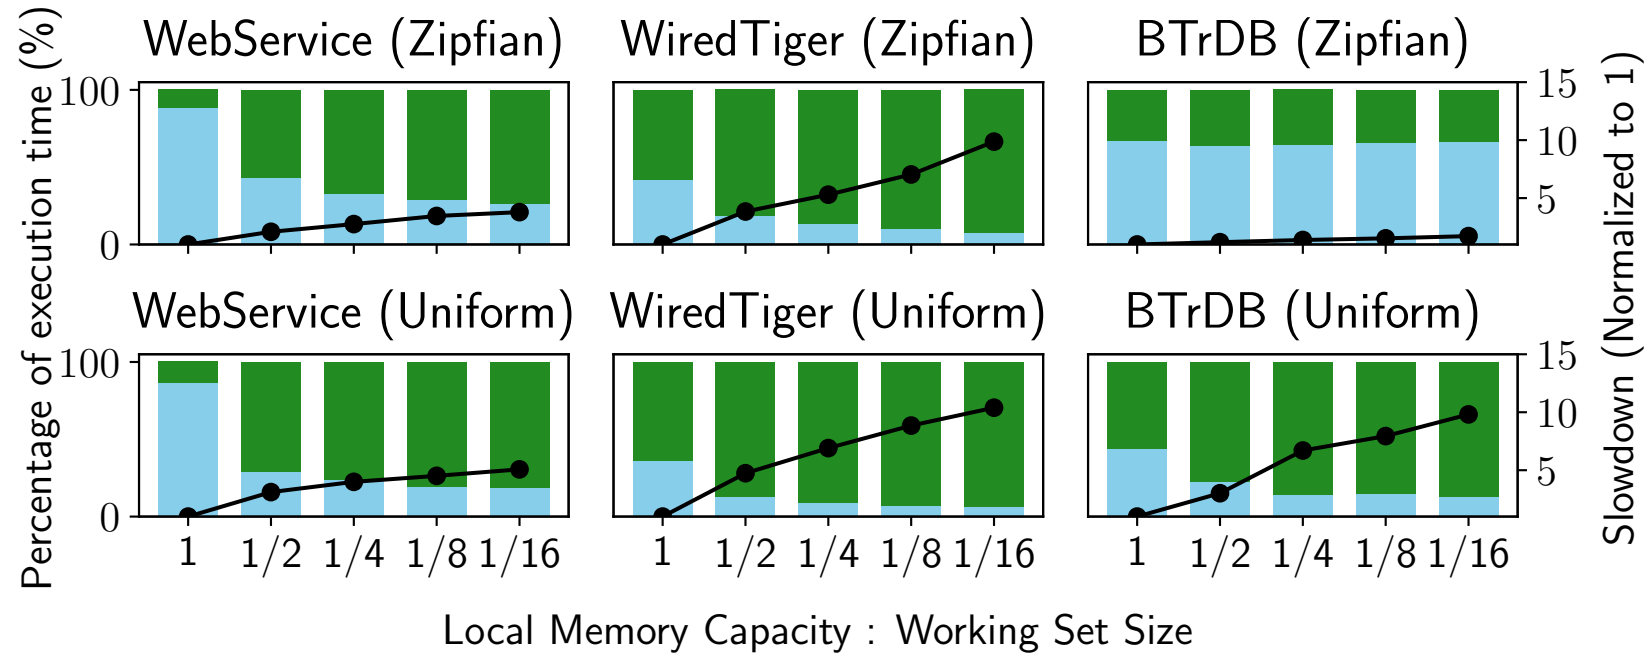 Percentage of execution time (%)
WebService (Zipfian)
WiredTiger (Zipfian)
BTrDB (Zipfian)
100
0
15
10
5
WebService (Uniform)
WiredTiger (Uniform)
BTrDB (Uniform)
100
0
15
10
5
1 1/2 1/4 1/8 1/16
1 1/2 1/4 1/8 1/16
1 1/2 1/4 1/8 1/16
Slowdown (Normalized to 1)
Local Memory Capacity : Working Set Size